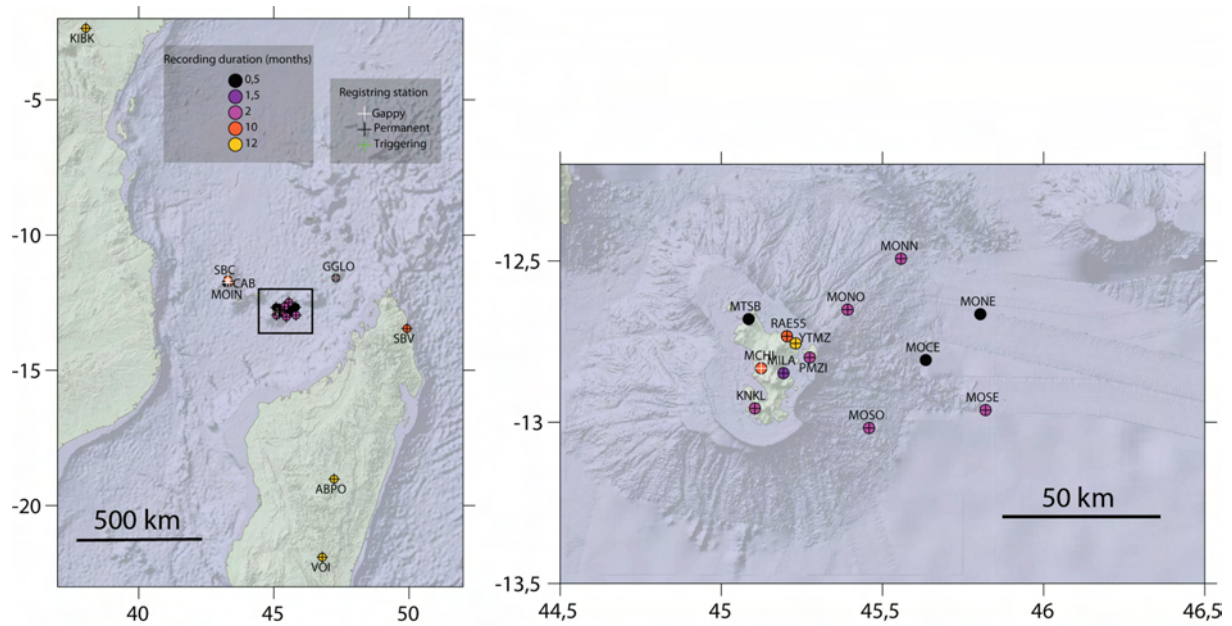 KIBK
Recording duration (months)
0,5
1,5
2
10
12
Registring station
Gappy
Permanent
Triggering
-5
-10
-15
-20
SBC
CAB
MOIN
GGLO
SBV
ABPO
VOI
500 km
40
45
50
MONN
MONO
MONE
MTSB
RAE55
YTMZ
MOCE
MCHI
MILA
PMZI
KNKL
MOSE
MOSO
50 km
-12,5
-13
-13,5
44,5
45
45,5
46
46,5